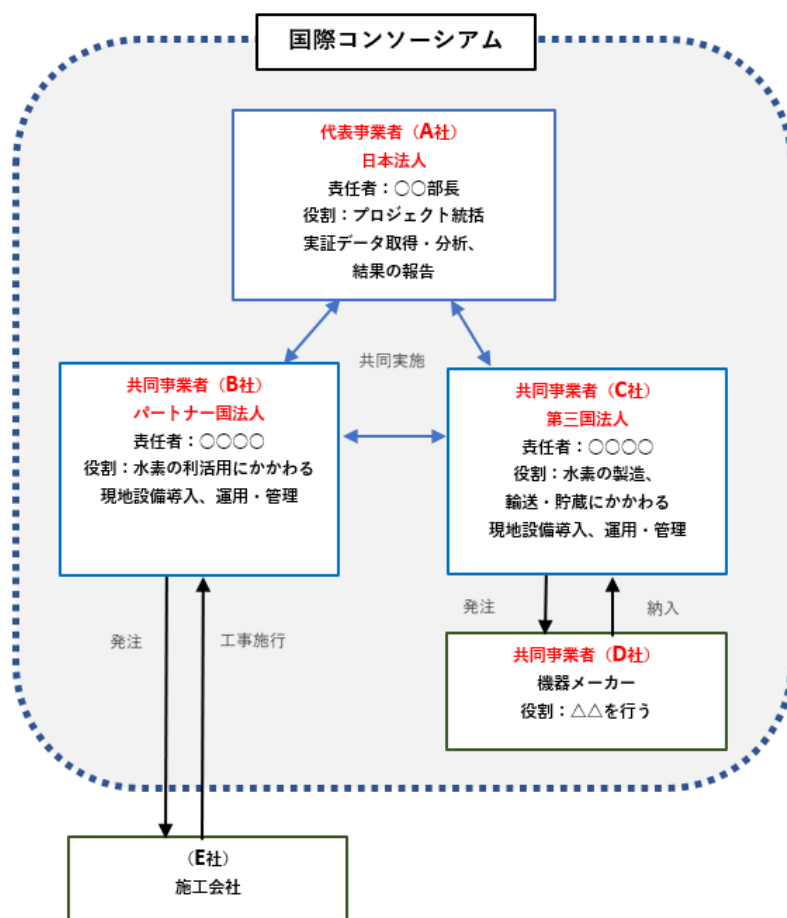 国際コンソーシアム
代表事業者（A社）
日本法人
責任者：○○部長
役割：プロジェクト統括
実証データ取得・分析、
結果の報告
共同実施
共同事業者（B社）
パートナー国法人
責任者：○○○○
役割：水素の利活用にかかわる
現地設備導入、運用・管理
共同事業者（C社）
第三国法人
責任者：○○○○
役割：水素の製造、
輸送・貯蔵にかかわる
現地設備導入、運用・管理
発注
工事施行
発注
納入
共同事業者（D社）
機器メーカー
役割：△△を行う
（E社）
施工会社